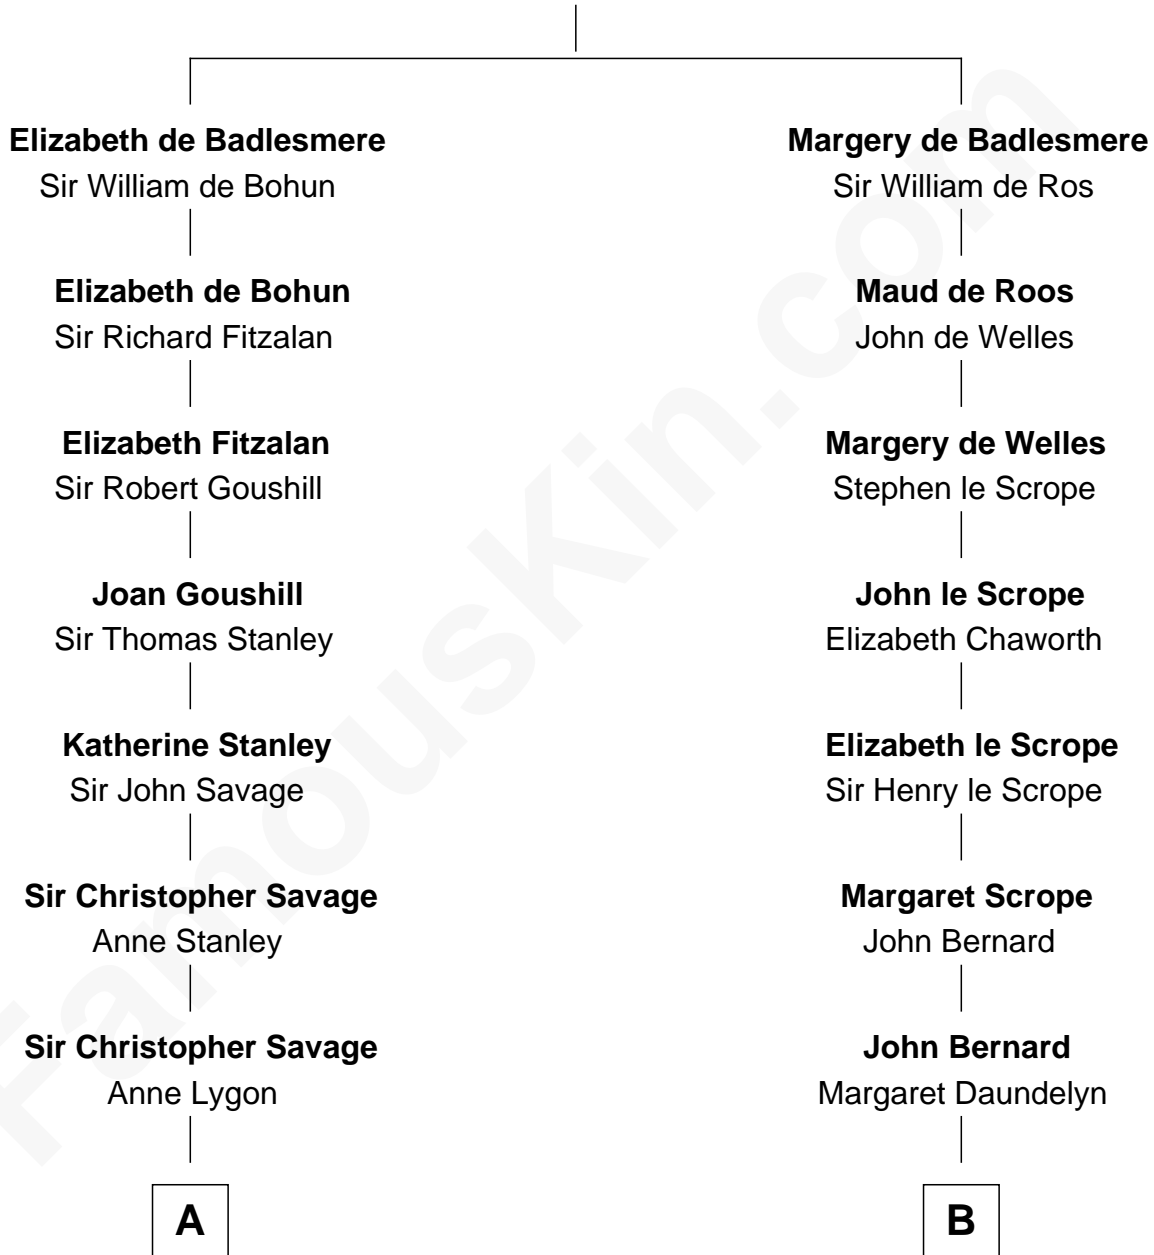 Elizabeth de Badlesmere
Sir William de Bohun
Margery de Badlesmere
Sir William de Ros
Elizabeth de Bohun
Sir Richard Fitzalan
Maud de Roos
John de Welles
Elizabeth Fitzalan
Sir Robert Goushill
Margery de Welles
Stephen le Scrope
Joan Goushill
Sir Thomas Stanley
John le Scrope
Elizabeth Chaworth
Katherine Stanley
Sir John Savage
Elizabeth le Scrope
Sir Henry le Scrope
Sir Christopher Savage
Anne Stanley
Margaret Scrope
John Bernard
Sir Christopher Savage
Anne Lygon
John Bernard
Margaret Daundelyn
A
B
FamousKin.com